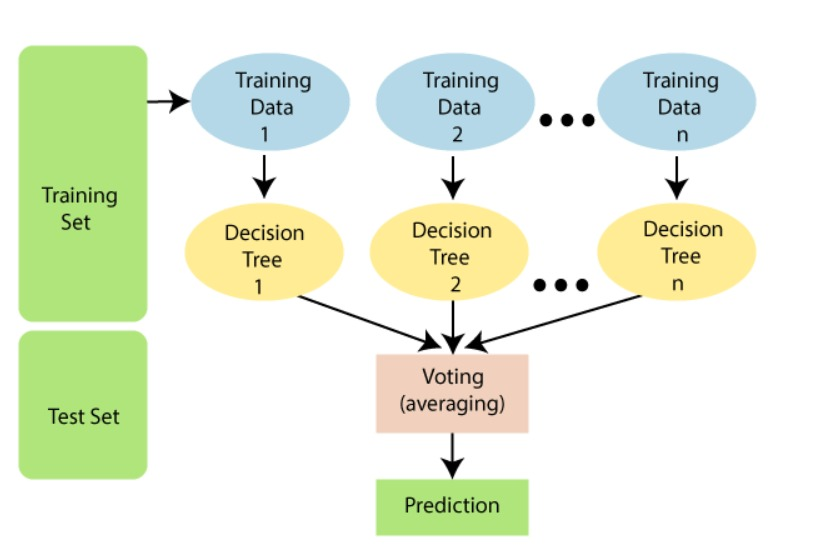 Training
Set
Training
Data
1
Training
Data
2
Training
Data
n
Decision
Tree
1
Decision
Tree
2
Decision
Tree
n
Test Set
Voting
(averaging)
Prediction